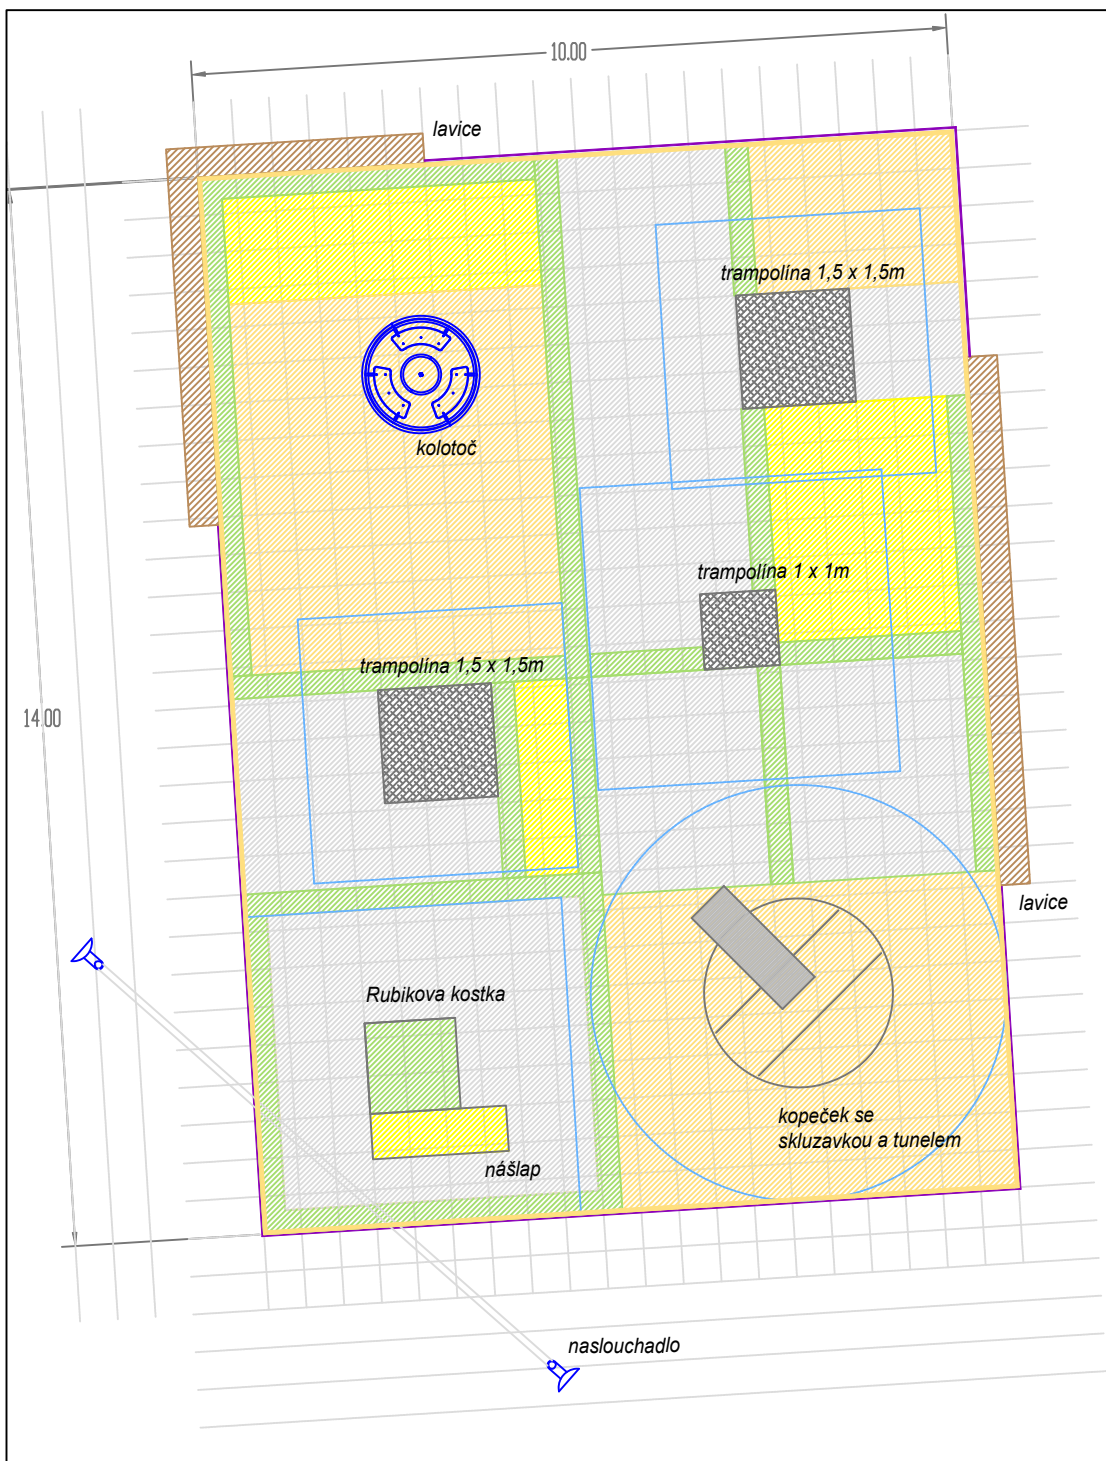 10.00
lavice
trampolína 1,5 x 1,5m
kolotoč
trampolína 1 x 1m
trampolína 1,5 x 1,5m
14.00
lavice
Rubikova kostka
kopeček se
skluzavkou a tunelem
nášlap
naslouchadlo